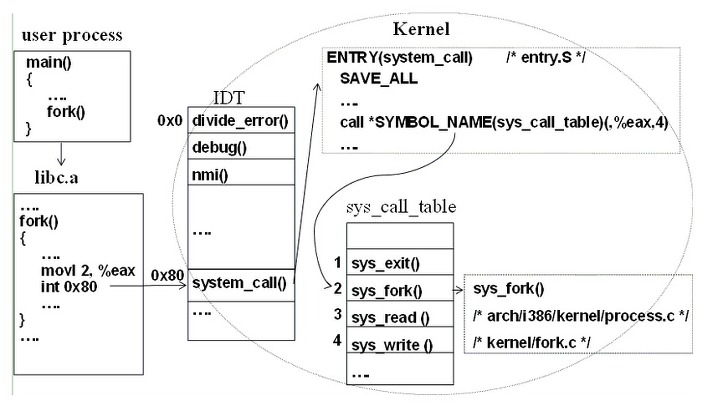 user process
main()
{
....
fork()
}
libc.a
....
fork()
{
....
movl 2, %eax
int 0x80
....
}
....
Kernel
IDT
0x0 divide_error()
debug()
nmi()
....
0x80 system_call()
....
ENTRY(system_call) /* entry.S */
SAVE_ALL
....
call *SYMBOL_NAME(sys_call_table)(,%eax,4)
....
sys_call_table
1 sys_exit()
2 sys_fork()
3 sys_read ()
4 sys_write ()
....
sys_fork()
/* arch/i386/kernel/process.c */
/* kernel/fork.c */